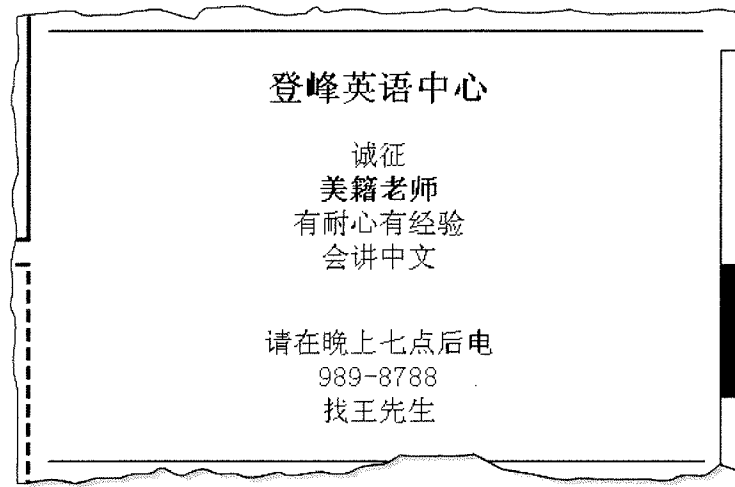 登峰英语中心
诚征
美籍老师
有耐心有经验
会讲中文
请在晚上七点后电
989-8788
找王先生